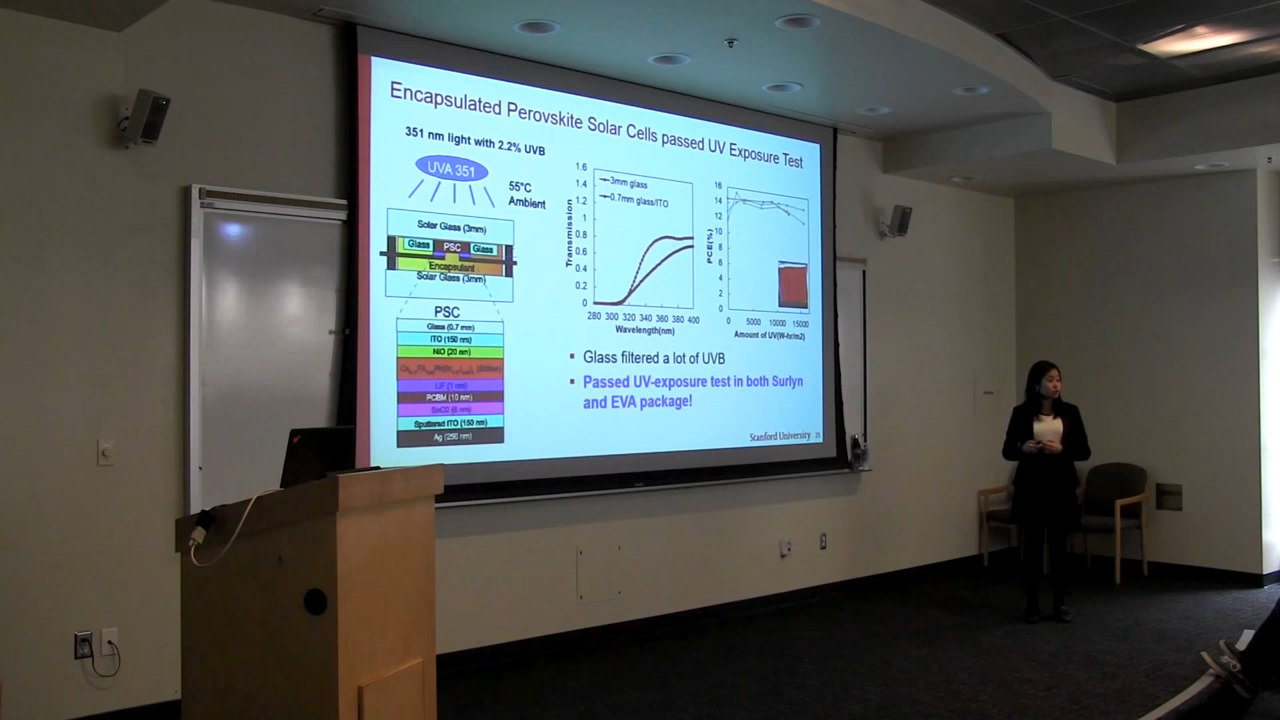 Encapsulated Perovskite Solar Cells passed UV Exposure Test
351 nm light with 2.2% UVB
UVA 351
55°C
Ambient
Solar Glass (3mm)
Glass PSC Glass
Encapsulant
Solar Glass (3mm)
PSC
Glass (0.7 mm)
ITO (150 nm)
NiO (20 nm)
LiF (1 nm)
PCBM (10 nm)
SnO2 (6 nm)
Sputtered ITO (150 nm)
Ag (250 nm)
Transmission
1.6
1.4
1.2
1
0.8
0.6
0.4
0.2
0
3mm glass
0.7mm glass/ITO
280 300 320 340 360 380 400
Wavelength(nm)
PCE(%)
16
14
12
10
8
6
4
2
0
0 5000 10000 15000
Amount of UV(W-hr/m2)
▪ Glass filtered a lot of UVB
▪ Passed UV-exposure test in both Surlyn
and EVA package!
Stanford University 25